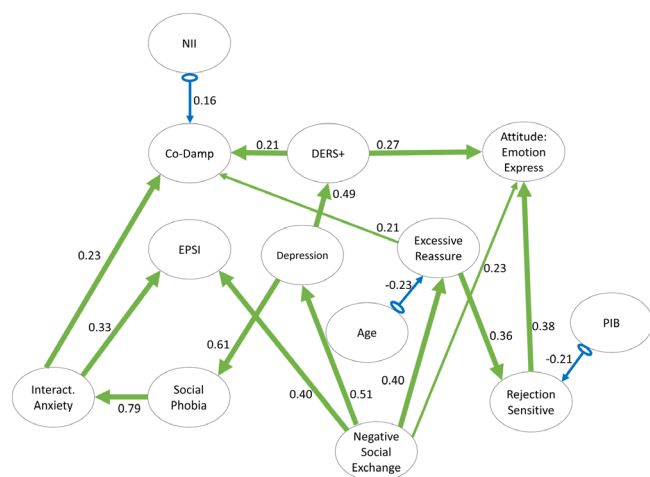 NII
0.16
Co-Damp
0.21
DERS+
0.27
Attitude:
Emotion
Express
0.49
0.21
0.23
EPSI
Depression
Excessive
Reassure
0.23
-0.23
0.33
Age
PIB
0.36
0.38
-0.21
0.61
Interact.
Anxiety
0.79
Social
Phobia
0.40
0.51
0.40
Rejection
Sensitive
Negative
Social
Exchange